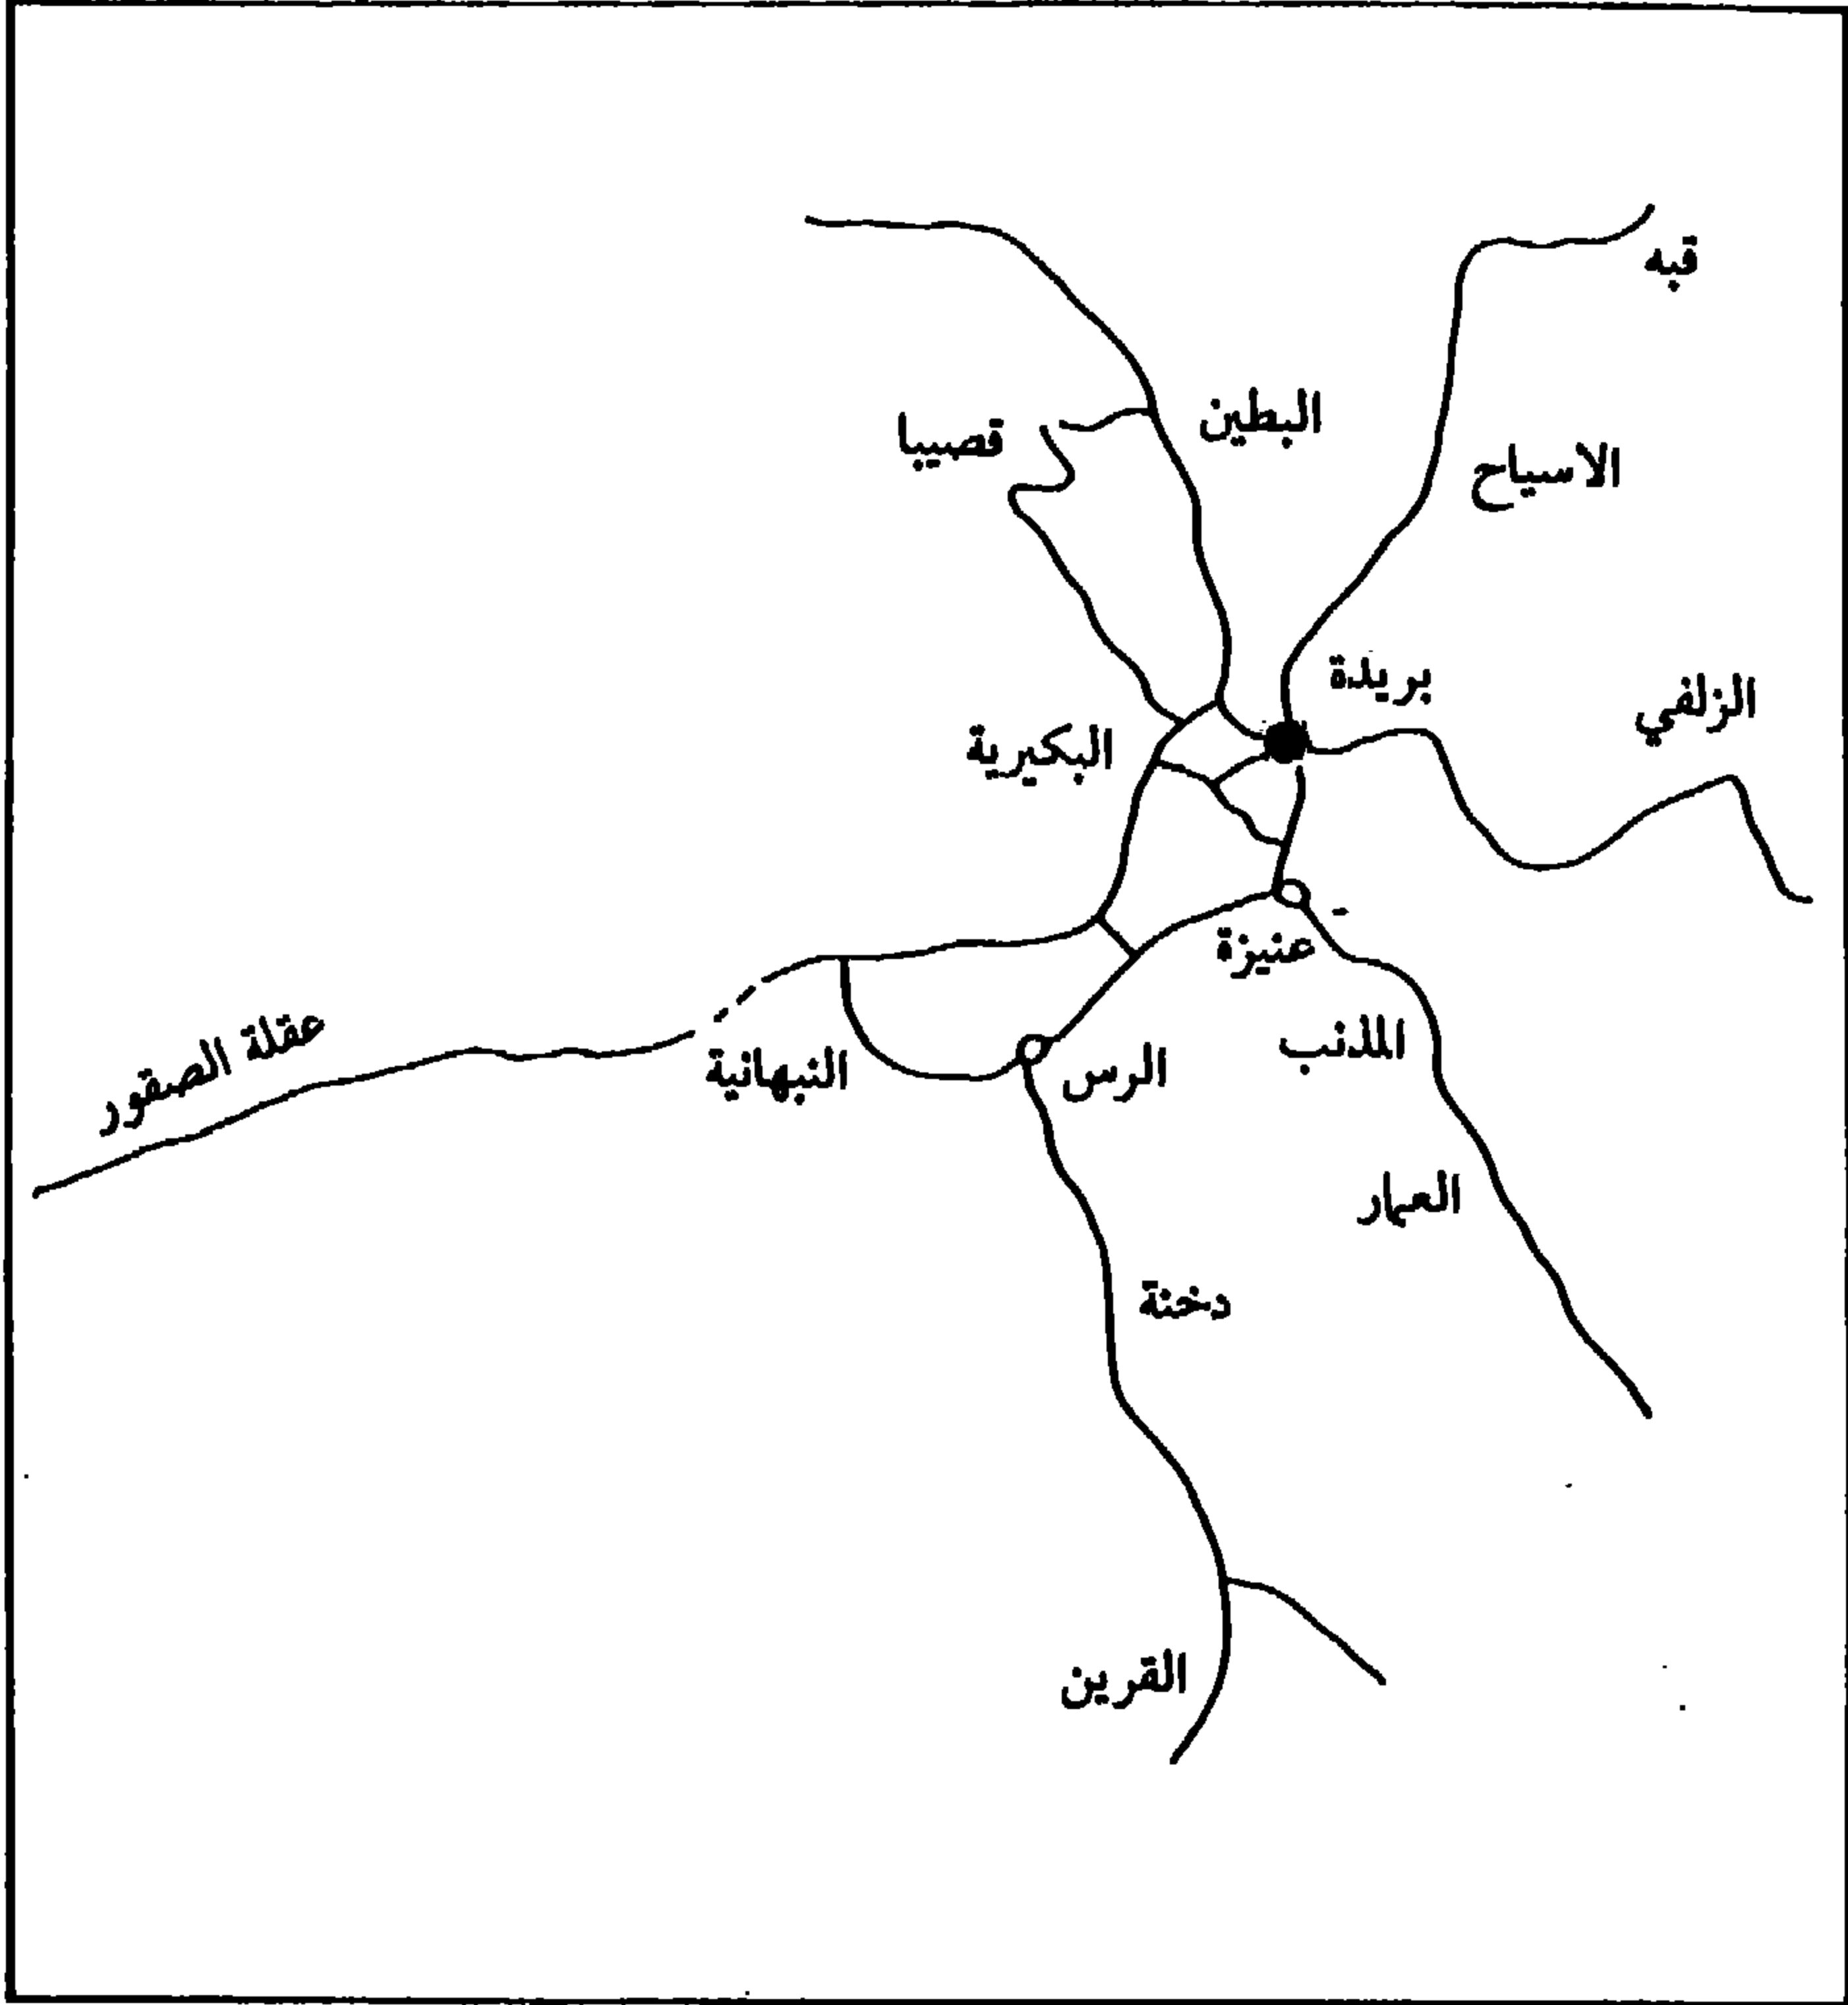 قبه
البطين
قصيبا
الاسياح
بريدة
الزلفي
البكيرية
عنيزة
المذنب
عقلة الصقور
النبهانية
الرس
العمار
دخنة
القرين